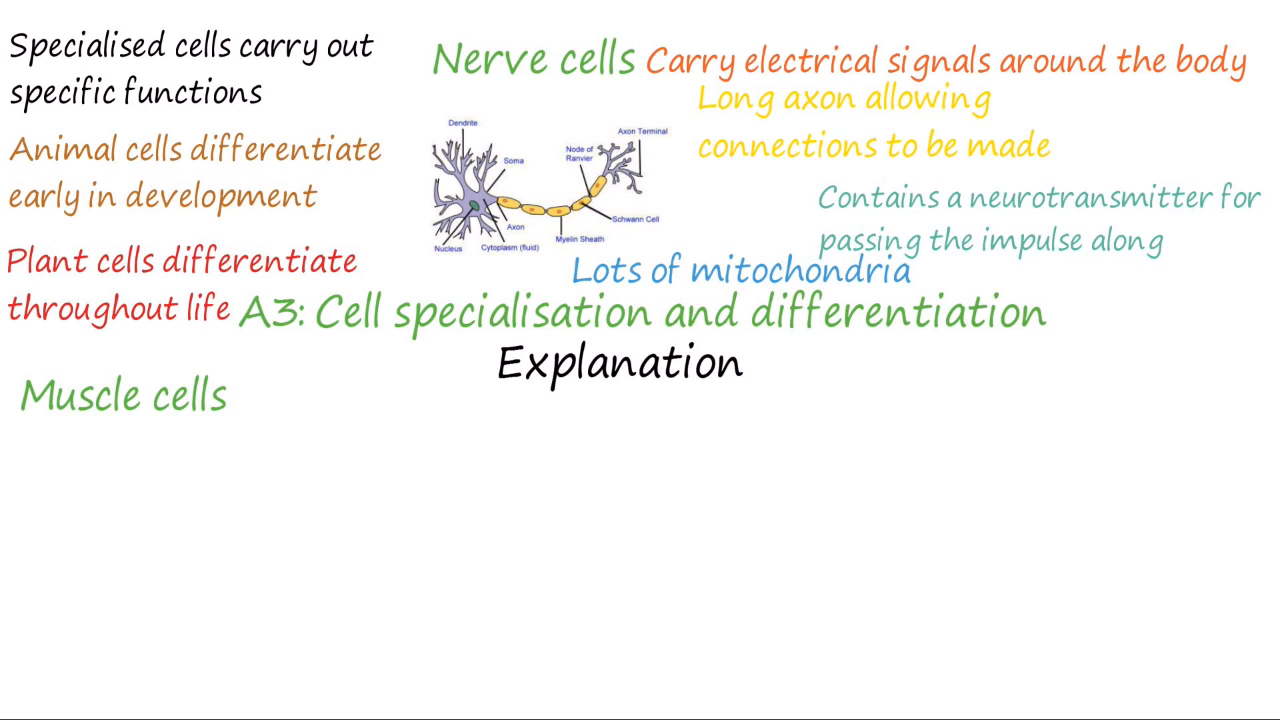 Specialised cells carry out
specific functions
Animal cells differentiate
early in development
Plant cells differentiate
throughout life
Nerve cells
Carry electrical signals around the body
Long axon allowing
connections to be made
Contains a neurotransmitter for
passing the impulse along
Lots of mitochondria
Dendrite
Axon Terminal
Node of
Ranvier
Soma
Schwann Cell
Axon
Myelin Sheath
Nucleus
Cytoplasm (fluid)
A3: Cell specialisation and differentiation
Explanation
Muscle cells